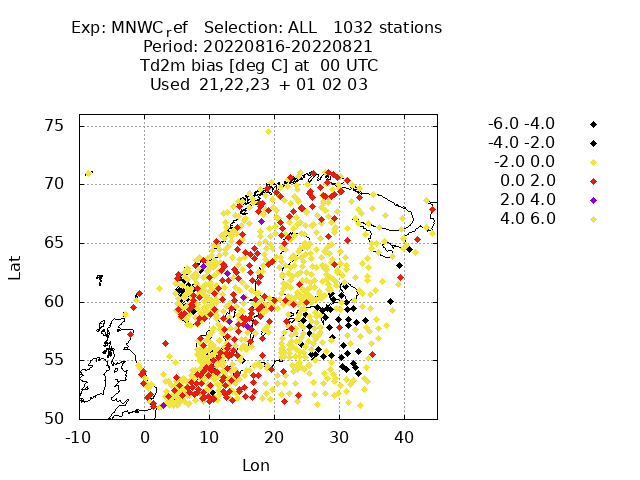 Exp: MNWC_ref   Selection: ALL   1032 stations
Period: 20220816-20220821
Td2m bias [deg C] at  00 UTC
Used  21,22,23  + 01 02 03
75
70
65
60
55
50
-10 0 10 20 30 40
Lat
Lon
-6.0 -4.0
-4.0 -2.0
-2.0 0.0
0.0 2.0
2.0 4.0
4.0 6.0